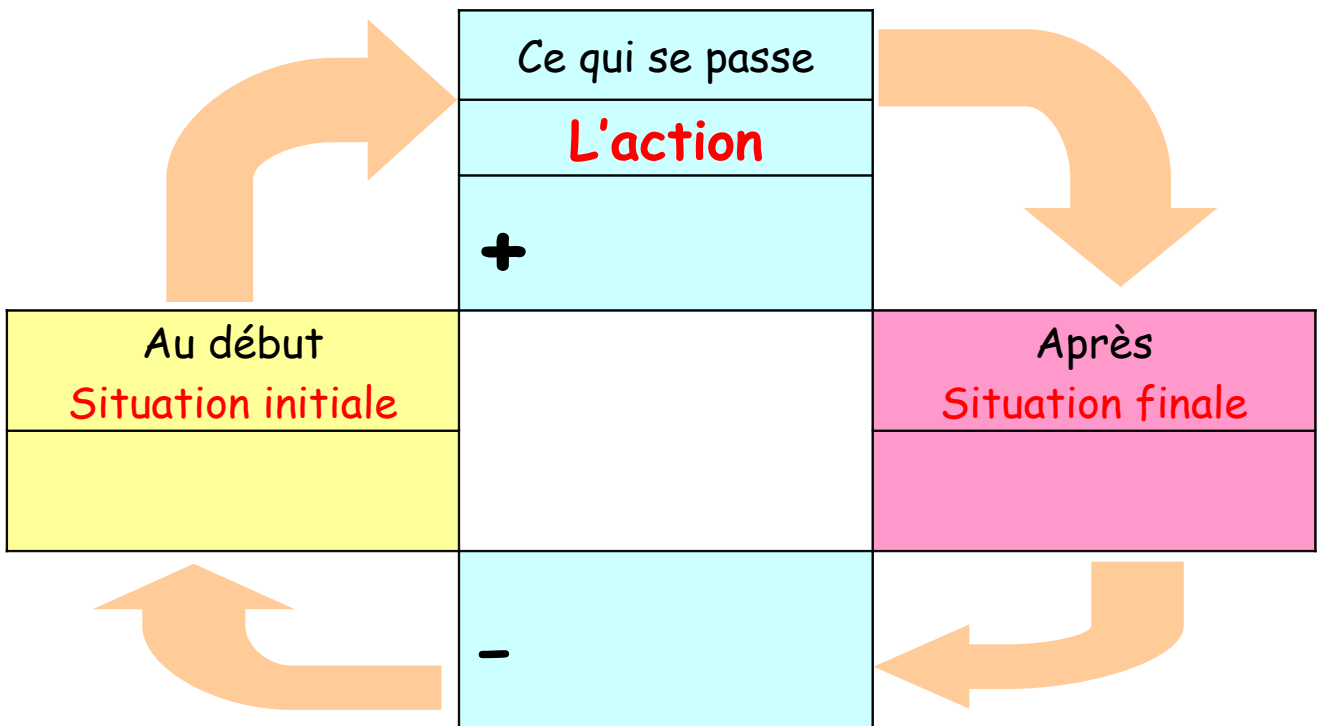 Ce qui se passe
L'action
+
Au début
Situation initiale
Après
Situation finale
-